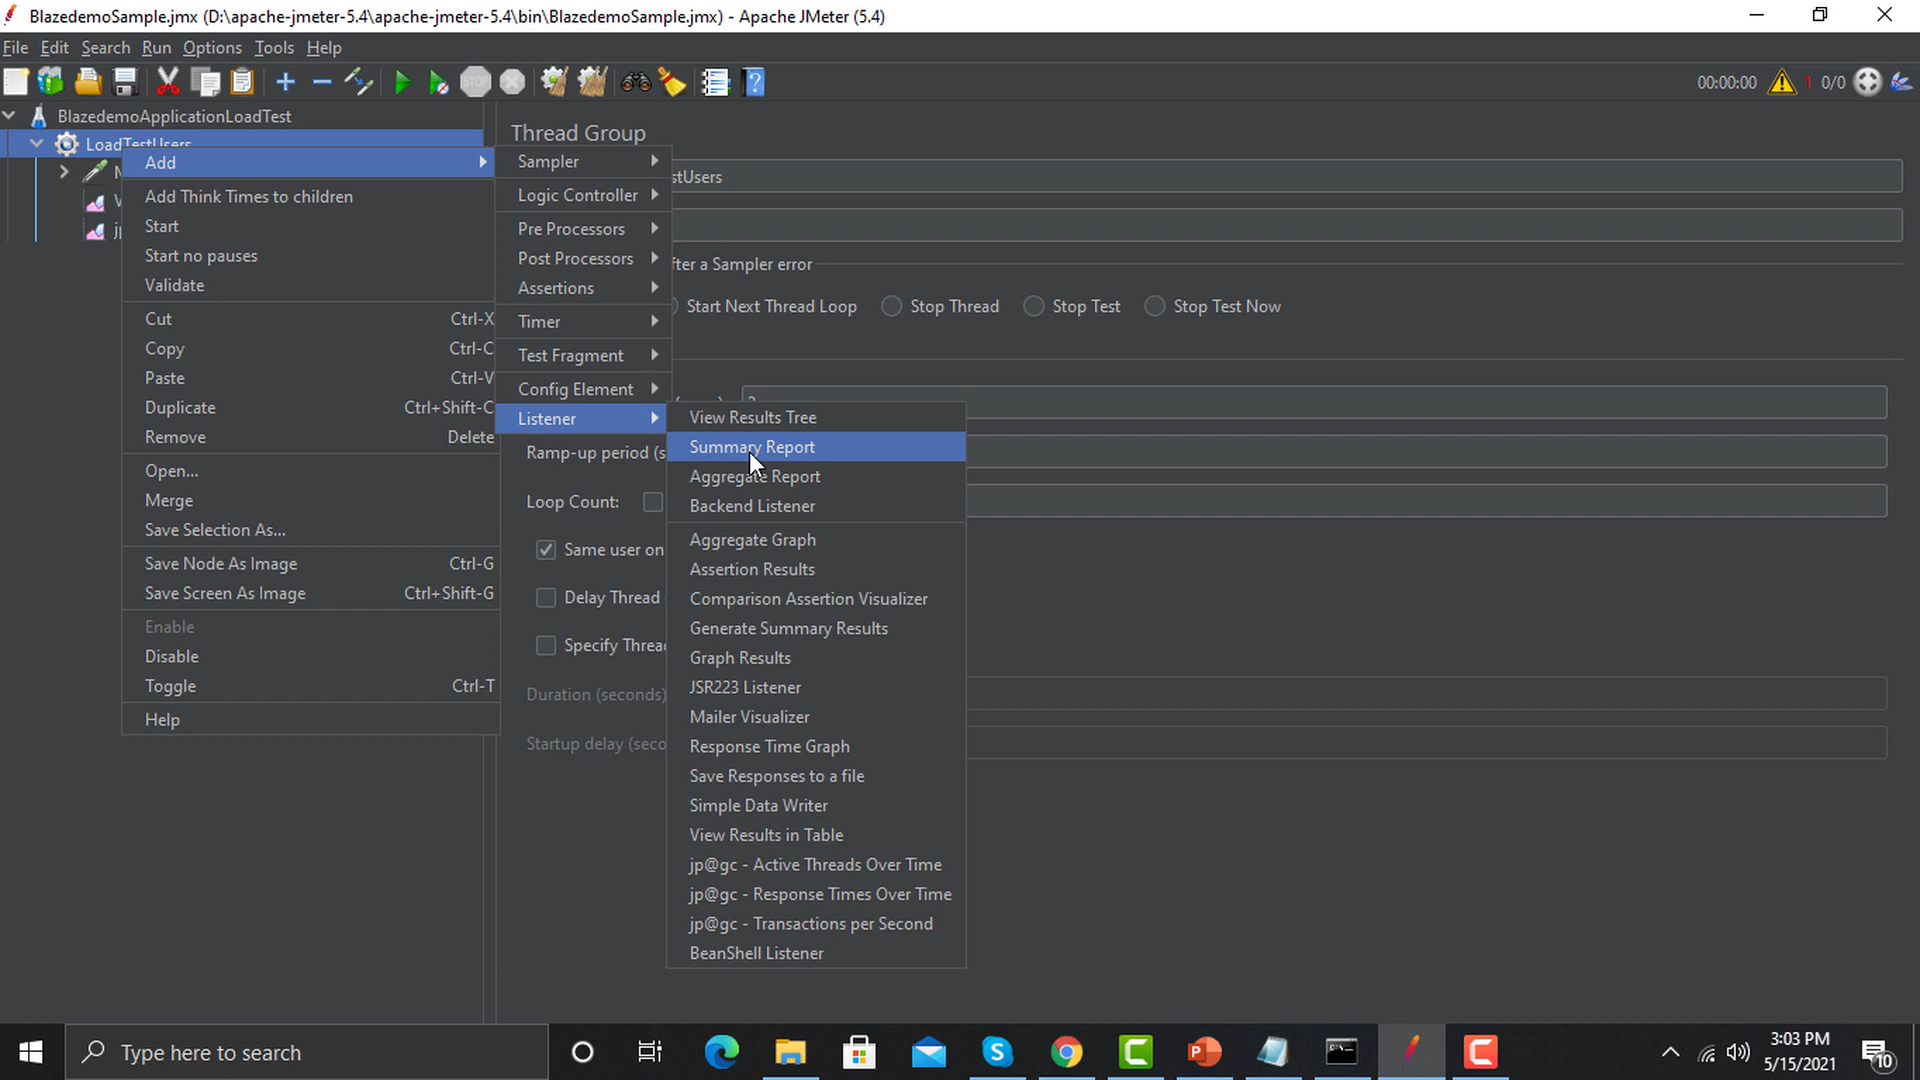 BlazedemoSample.jmx (D:\apache-jmeter-5.4\apache-jmeter-5.4\bin\BlazedemoSample.jmx) - Apache JMeter (5.4)
File Edit Search Run Options Tools Help
00:00:00 1 0/0
BlazedemoApplicationLoadTest
LoadTestUsers
Thread Group
Add
Add Think Times to children
Start
Start no pauses
Validate
Cut Ctrl-X
Copy Ctrl-C
Paste Ctrl-V
Duplicate Ctrl+Shift-C
Remove Delete
Open...
Merge
Save Selection As...
Save Node As Image Ctrl-G
Save Screen As Image Ctrl+Shift-G
Enable
Disable
Toggle Ctrl-T
Help
Sampler
Logic Controller
Pre Processors
Post Processors
Assertions
Timer
Test Fragment
Config Element
Listener
stUsers
fter a Sampler error
Start Next Thread Loop Stop Thread Stop Test Stop Test Now
Ramp-up period (s
Loop Count:
Same user on
Delay Thread
Specify Threa
Duration (seconds)
Startup delay (seco
View Results Tree
Summary Report
Aggregate Report
Backend Listener
Aggregate Graph
Assertion Results
Comparison Assertion Visualizer
Generate Summary Results
Graph Results
JSR223 Listener
Mailer Visualizer
Response Time Graph
Save Responses to a file
Simple Data Writer
View Results in Table
jp@gc - Active Threads Over Time
jp@gc - Response Times Over Time
jp@gc - Transactions per Second
BeanShell Listener
Type here to search
3:03 PM
5/15/2021
10